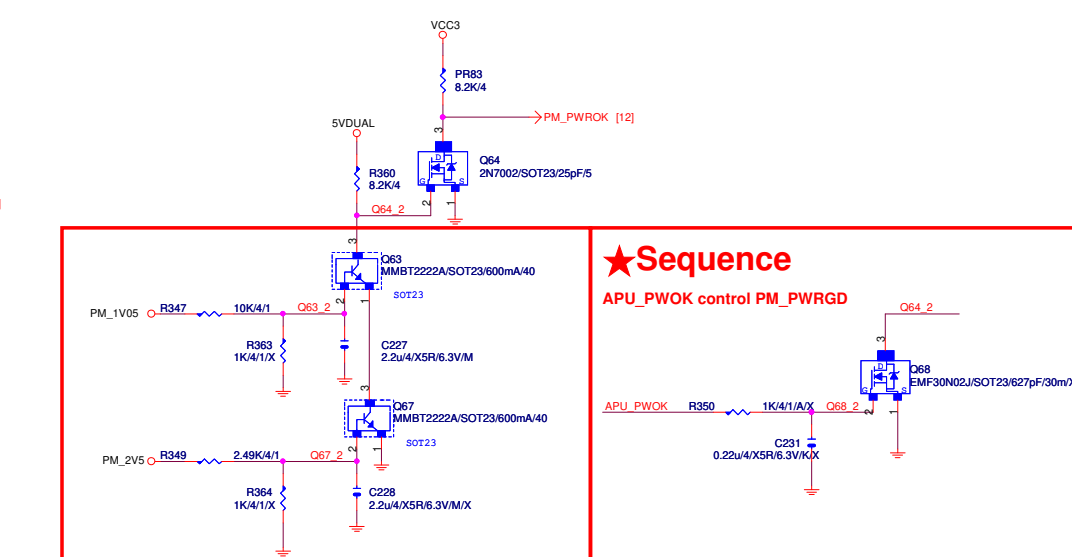 VCC3
PR83
8.2K/4
PM_PWROK [12]
3
5VDUAL
R360
8.2K/4
D
G
S
Q64
2N7002/SOT23/25pF/5
2
1
Q64_2
3
Q63
MMBT2222A/SOT23/600mA/40
SOT23
2
1
PM_1V05
R347
10K/4/1
Q63_2
R363
1K/4/1/X
C227
2.2u/4/X5R/6.3V/M
3
Q67
MMBT2222A/SOT23/600mA/40
SOT23
2
1
PM_2V5
R349
2.49K/4/1
Q67_2
R364
1K/4/1/X
C228
2.2u/4/X5R/6.3V/M/X
★Sequence
APU_PWOK control PM_PWRGD
Q64_2
3
D
G
S
Q68
EMF30N02J/SOT23/627pF/30m/X
2
1
APU_PWOK
R350
1K/4/1/A/X
Q68_2
C231
0.22u/4/X5R/6.3V/K/X